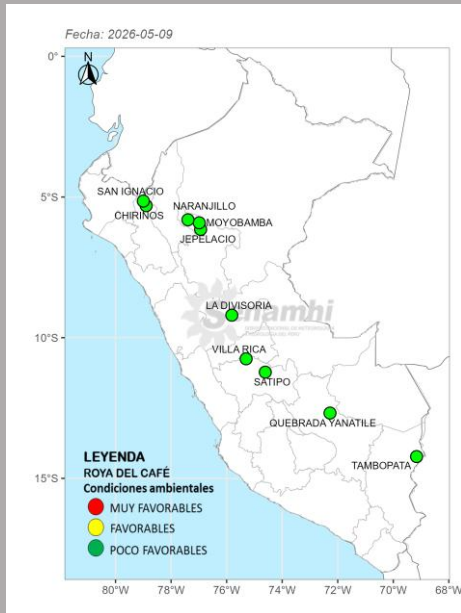 Fecha: 2026-05-09
N
0°
SAN IGNACIO
NARANJILLO
5°S
CHIRINOS
MOYOBAMBA
JEPELACIO
LA DIVISORIA
Senamhi
10°S
VILLA RICA
SATIPO
QUEBRADA YANATILE
TAMBOPATA
LEYENDA
ROYA DEL CAFÉ
Condiciones ambientales
MUY FAVORABLES
FAVORABLES
POCO FAVORABLES
15°S
80°W 78°W 76°W 74°W 72°W 70°W 68°W